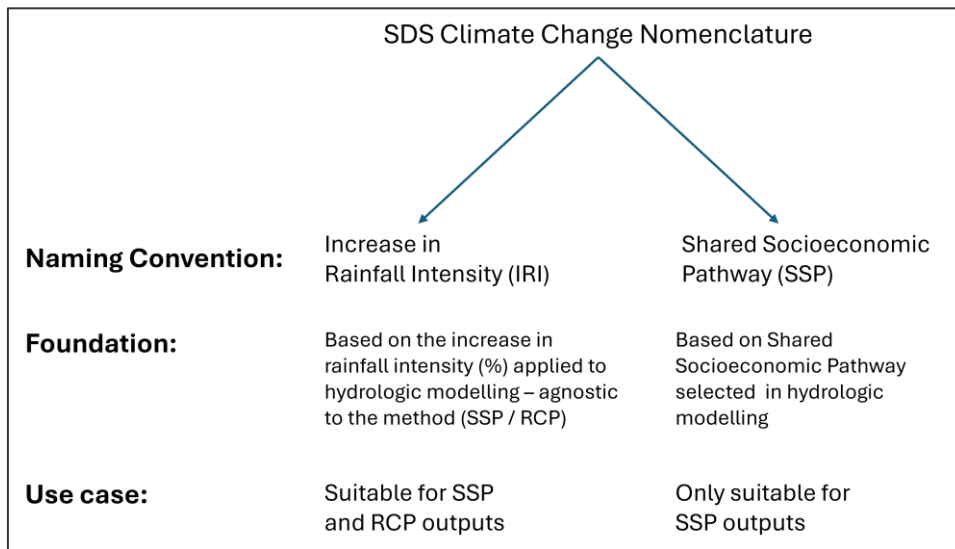 SDS Climate Change Nomenclature
Naming Convention:
Increase in
Rainfall Intensity (IRI)
Shared Socioeconomic
Pathway (SSP)
Foundation:
Based on the increase in
rainfall intensity (%) applied to
hydrologic modelling – agnostic
to the method (SSP / RCP)
Based on Shared
Socioeconomic Pathway
selected in hydrologic
modelling
Use case:
Suitable for SSP
and RCP outputs
Only suitable for
SSP outputs